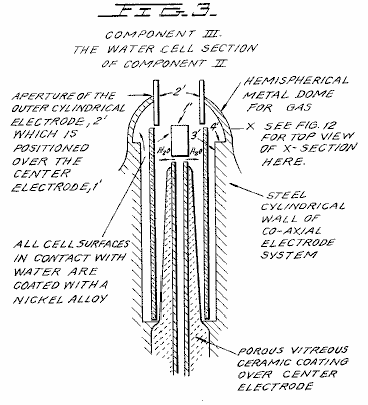 FIG. 3.
COMPONENT III.
THE WATER CELL SECTION
OF COMPONENT II
APERTURE OF THE
OUTER CYLINDRICAL
ELECTRODE, 2'
WHICH IS
POSITIONED
OVER THE
CENTER
ELECTRODE, 1'
2'
1'
3'
4'
H2O
H2O
HEMISPHERICAL
METAL DOME
FOR GAS
X SEE FIG. 12
FOR TOP VIEW
OF X-SECTION
HERE.
STEEL
CYLINDRICAL
WALL OF
CO-AXIAL
ELECTRODE
SYSTEM
ALL CELL SURFACES
IN CONTACT WITH
WATER ARE
COATED WITH A
NICKEL ALLOY
POROUS VITREOUS
CERAMIC COATING
OVER CENTER
ELECTRODE